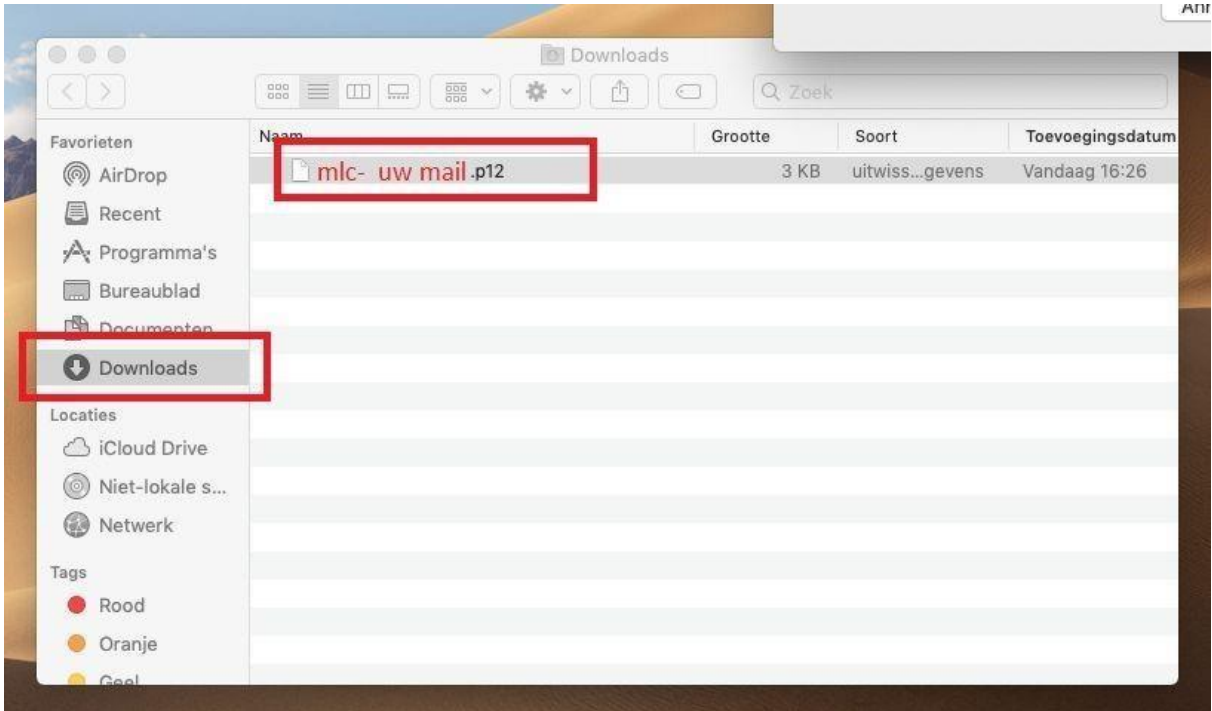 Downloads
Zoek
Favorieten
AirDrop
Recent
Programma's
Bureaublad
Documenten
Downloads
Locaties
iCloud Drive
Niet-lokale s...
Netwerk
Tags
Rood
Oranje
Geel
Naam Grootte Soort Toevoegingsdatum
mlc- uw mail.p12 3 KB uitwiss...gevens Vandaag 16:26